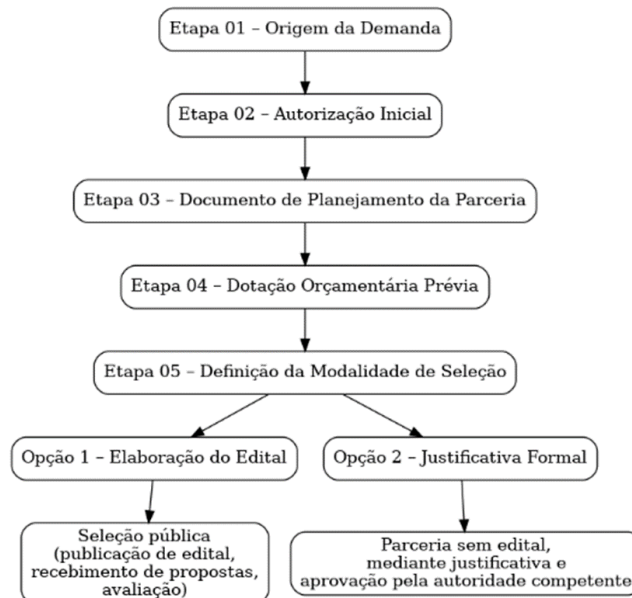 Etapa 01 – Origem da Demanda
Etapa 02 – Autorização Inicial
Etapa 03 – Documento de Planejamento da Parceria
Etapa 04 – Dotação Orçamentária Prévia
Etapa 05 – Definição da Modalidade de Seleção
Opção 1 – Elaboração do Edital
Opção 2 – Justificativa Formal
Seleção pública
(publicação de edital,
recebimento de propostas,
avaliação)
Parceria sem edital,
mediante justificativa e
aprovação pela autoridade competente